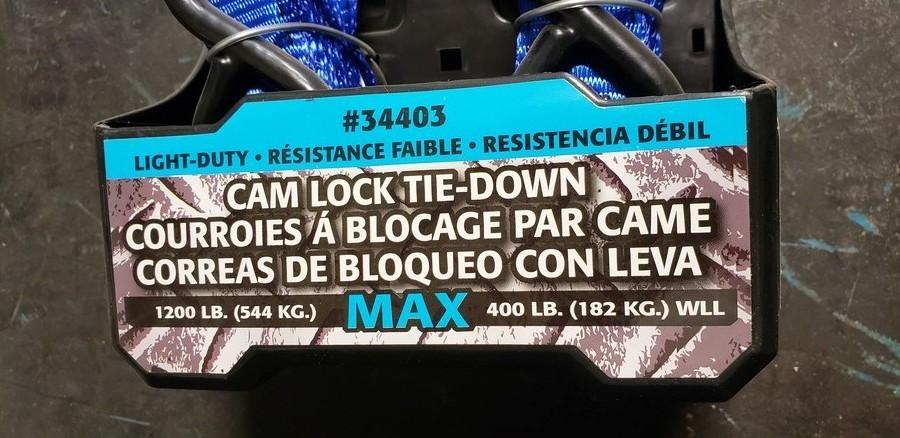 #34403
LIGHT-DUTY • RÉSISTANCE FAIBLE • RESISTENCIA DÉBIL
CAM LOCK TIE-DOWN
COURROIES Á BLOCAGE PAR CAME
CORREAS DE BLOQUEO CON LEVA
1200 LB. (544 KG.) MAX 400 LB. (182 KG.) WLL